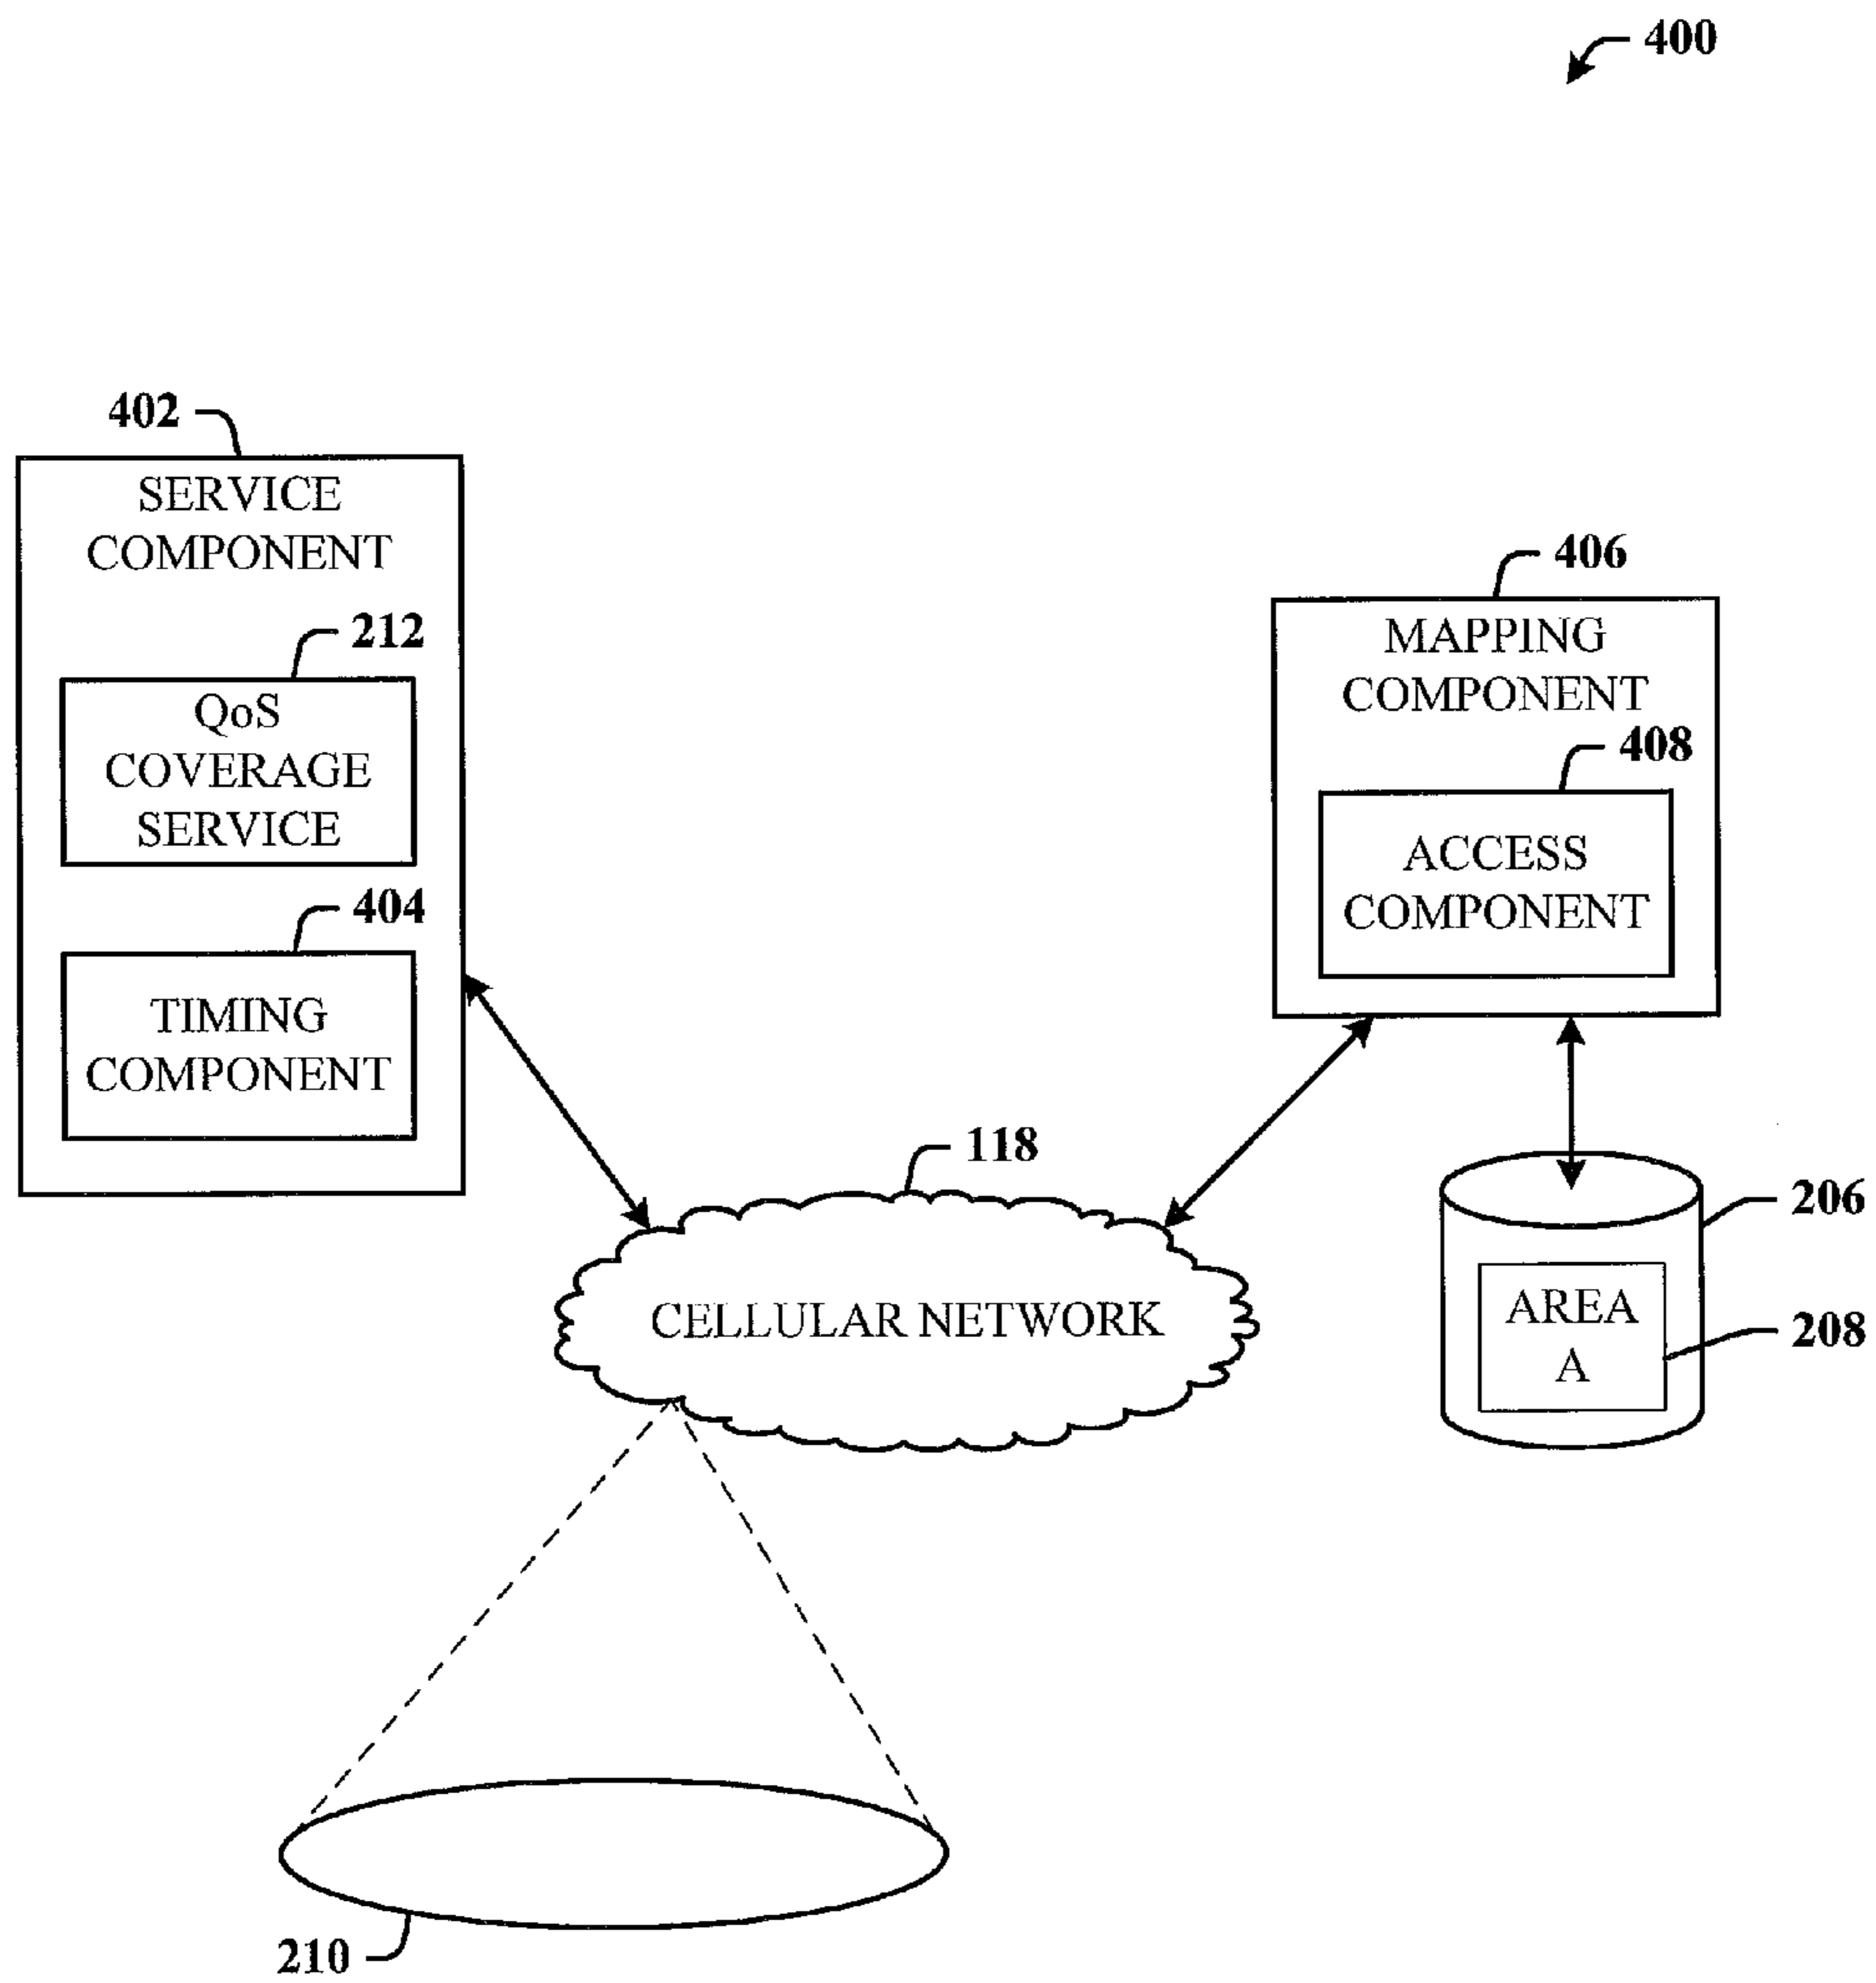 400
402
SERVICE
COMPONENT
212
QoS
COVERAGE
SERVICE
404
TIMING
COMPONENT
406
MAPPING
COMPONENT
408
ACCESS
COMPONENT
118
CELLULAR NETWORK
206
AREA
A
208
210